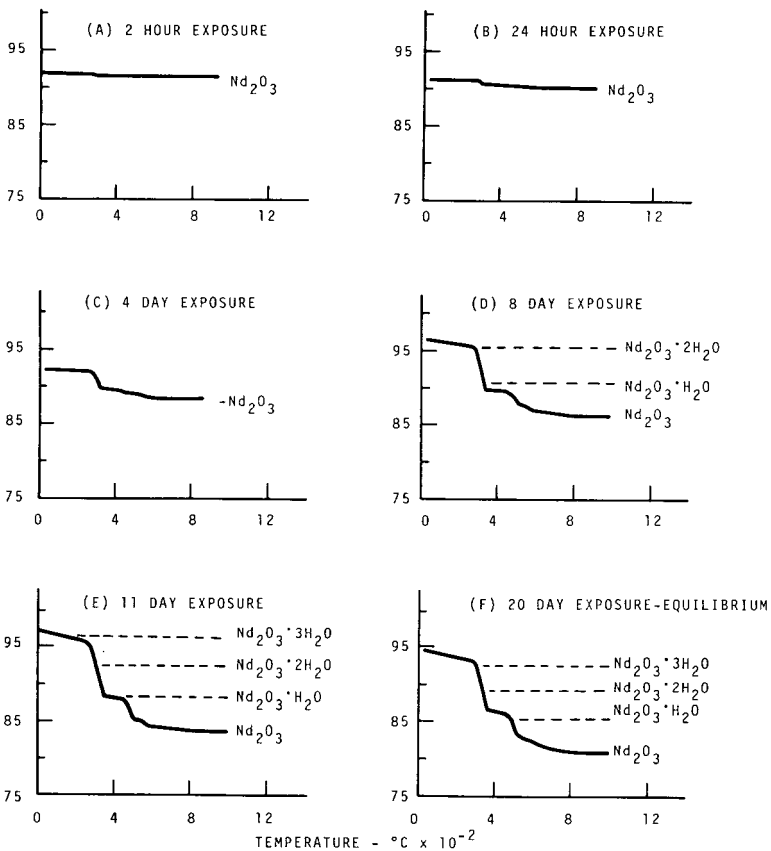 (A) 2 HOUR EXPOSURE
95
85
75
0 4 8 12
Nd₂O₃
(B) 24 HOUR EXPOSURE
95
85
75
0 4 8 12
Nd₂O₃
(C) 4 DAY EXPOSURE
95
85
75
0 4 8 12
-Nd₂O₃
(D) 8 DAY EXPOSURE
95
85
75
0 4 8 12
Nd₂O₃·2H₂O
Nd₂O₃·H₂O
Nd₂O₃
(E) 11 DAY EXPOSURE
95
85
75
0 4 8 12
Nd₂O₃·3H₂O
Nd₂O₃·2H₂O
Nd₂O₃·H₂O
Nd₂O₃
(F) 20 DAY EXPOSURE-EQUILIBRIUM
95
85
75
0 4 8 12
Nd₂O₃·3H₂O
Nd₂O₃·2H₂O
Nd₂O₃·H₂O
Nd₂O₃
TEMPERATURE - °C x 10⁻²